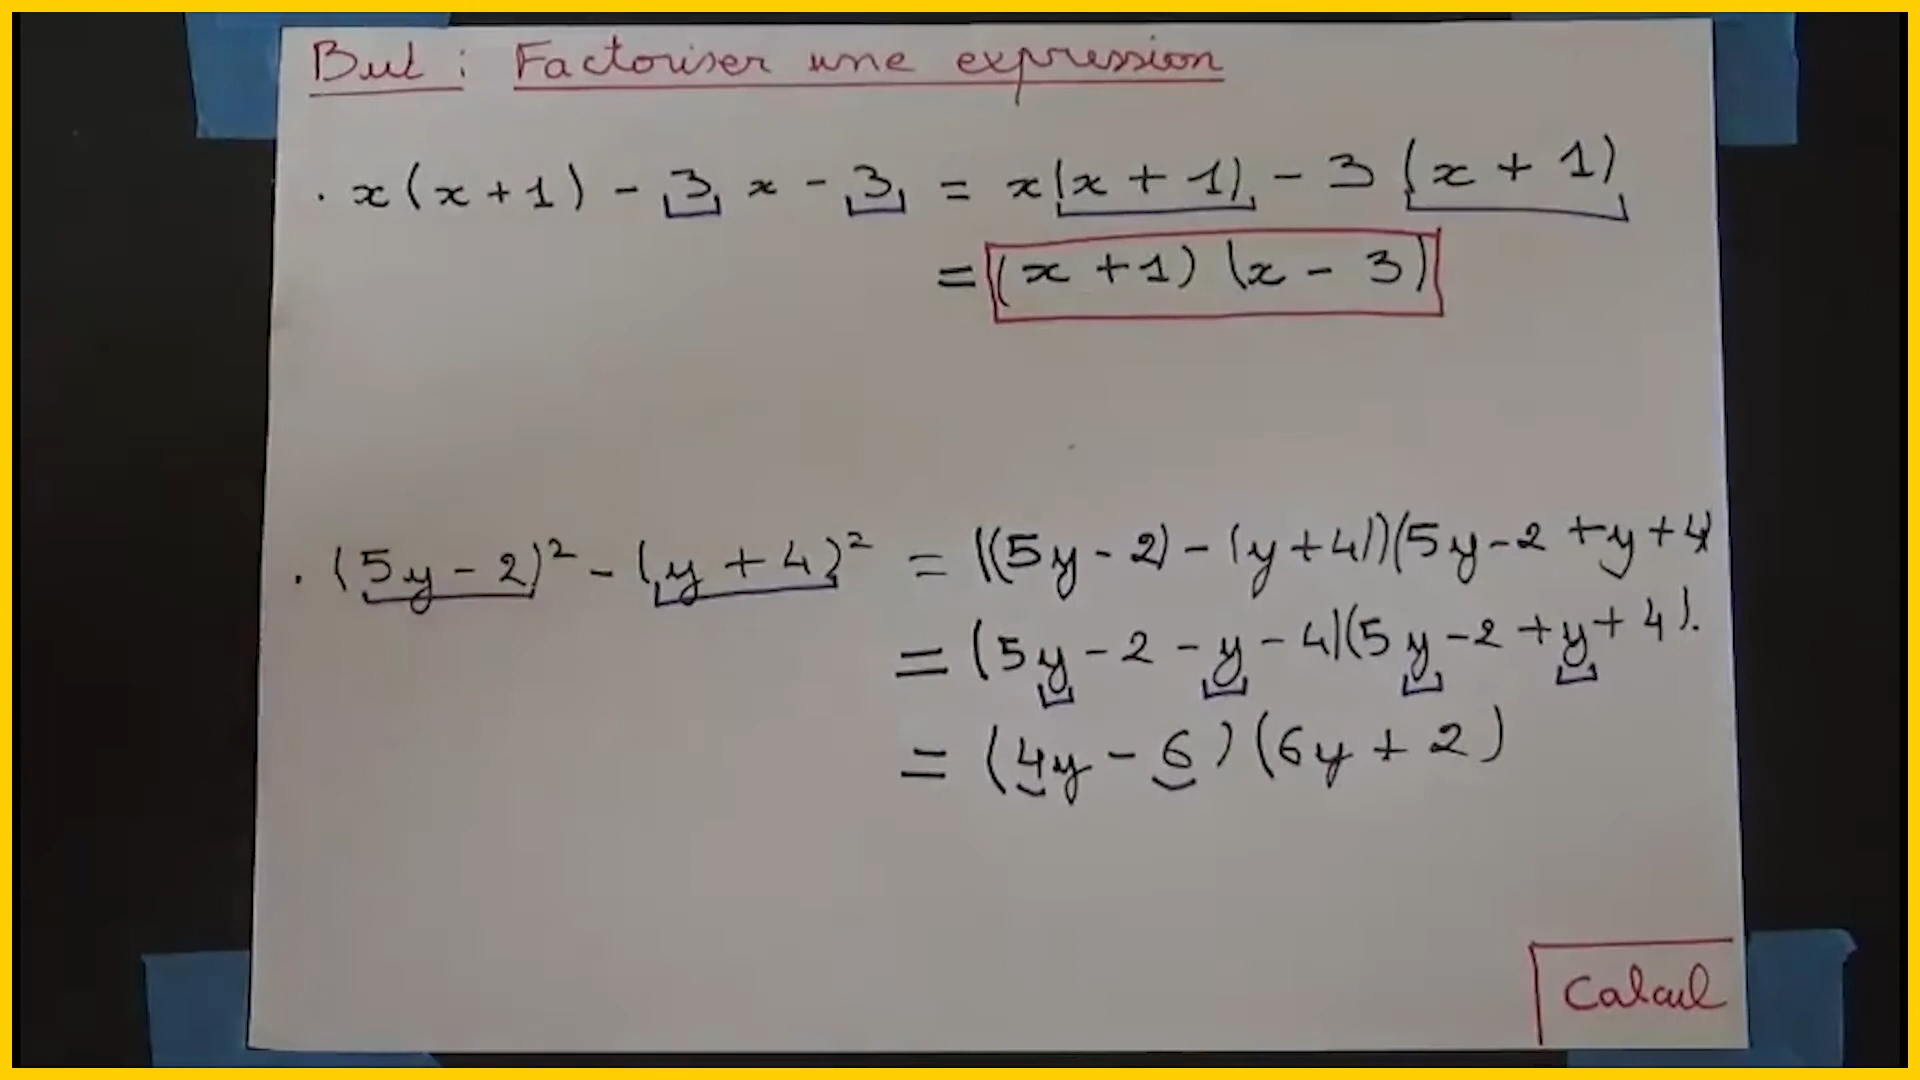 But : Factoriser une expression
. x(x+1) - 3x - 3 = x(x+1) - 3(x+1)
= (x+1)(x-3)
. (5y-2)² - (y+4)² = ((5y-2)-(y+4))(5y-2+y+4)
= (5y-2-y-4)(5y-2+y+4).
= (4y-6)(6y+2)
Calcul